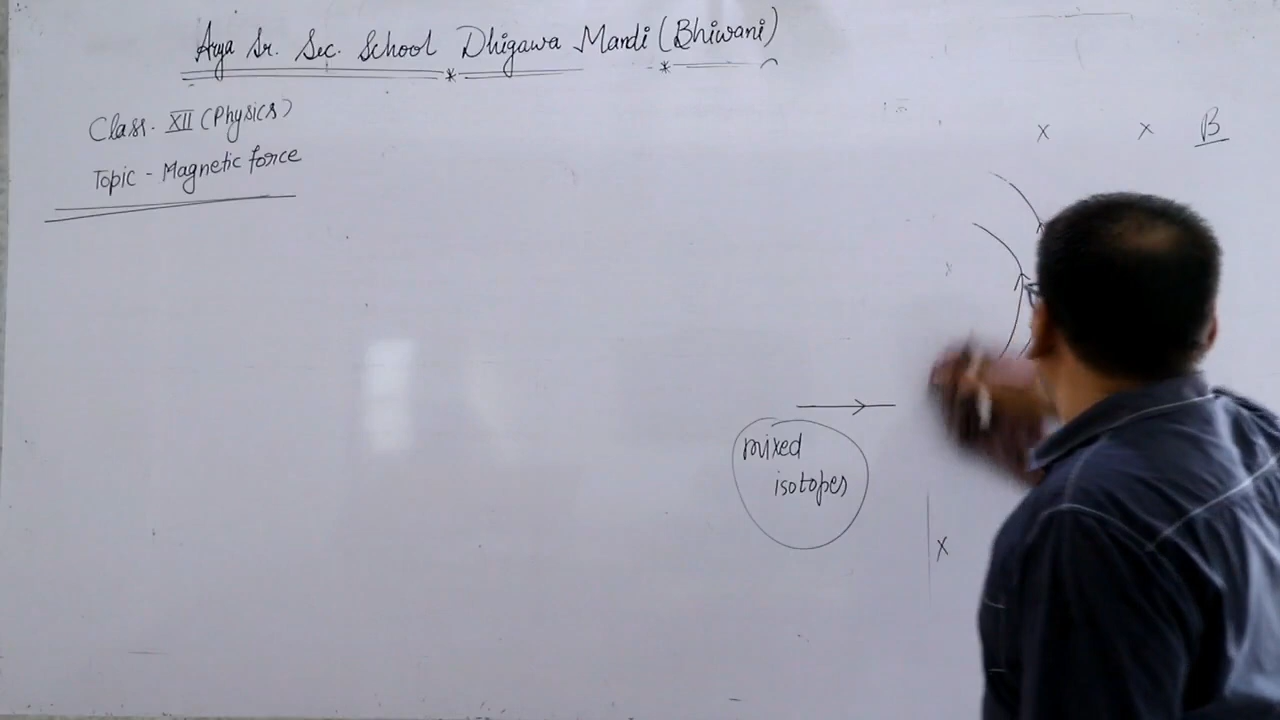 Arya Sr. Sec. School Dhigawa Mandi (Bhiwani)
Class - XII (Physics)
Topic - Magnetic force
x x B
mixed
isotopes
x